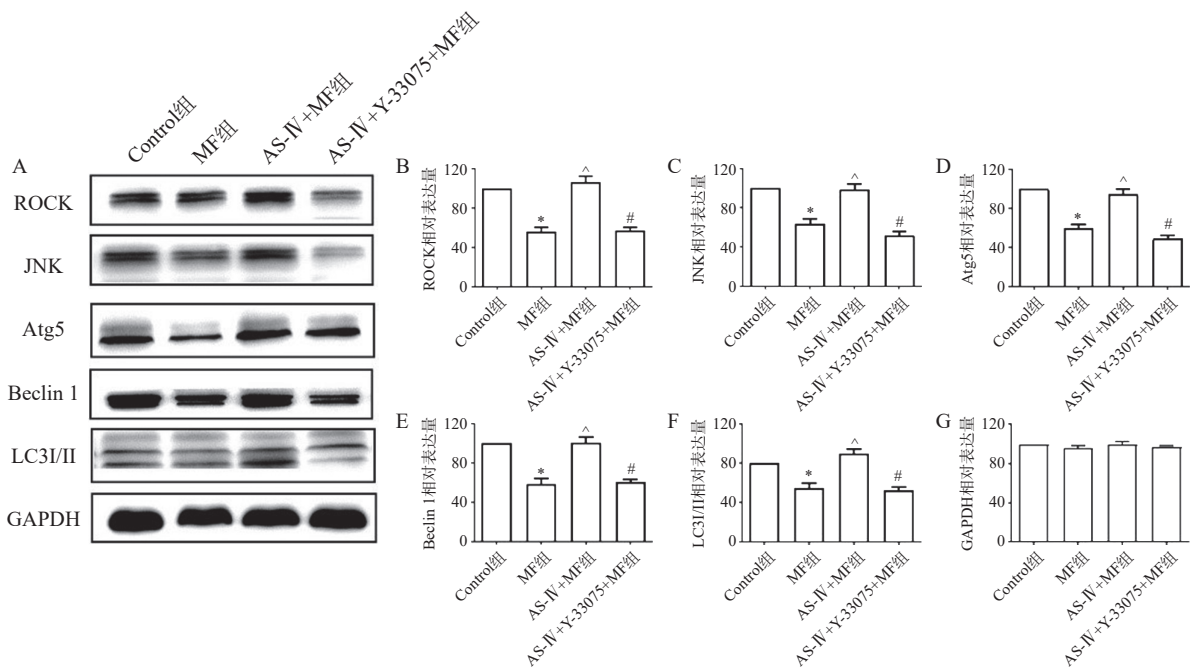 Control组
MF组
AS-Ⅳ+MF组
AS-Ⅳ+Y-33075+MF组
A
ROCK
JNK
Atg5
Beclin 1
LC3I/II
GAPDH
B
ROCK相对表达量
120
80
40
0
*
^
#
Control组
MF组
AS-Ⅳ+MF组
AS-Ⅳ+Y-33075+MF组
C
JNK相对表达量
120
80
40
0
*
^
#
Control组
MF组
AS-Ⅳ+MF组
AS-Ⅳ+Y-33075+MF组
D
Atg5相对表达量
120
80
40
0
*
^
#
Control组
MF组
AS-Ⅳ+MF组
AS-Ⅳ+Y-33075+MF组
E
Beclin 1相对表达量
120
80
40
0
*
^
#
Control组
MF组
AS-Ⅳ+MF组
AS-Ⅳ+Y-33075+MF组
F
LC3I/II相对表达量
120
80
40
0
*
^
#
Control组
MF组
AS-Ⅳ+MF组
AS-Ⅳ+Y-33075+MF组
G
GAPDH相对表达量
120
80
40
0
Control组
MF组
AS-Ⅳ+MF组
AS-Ⅳ+Y-33075+MF组